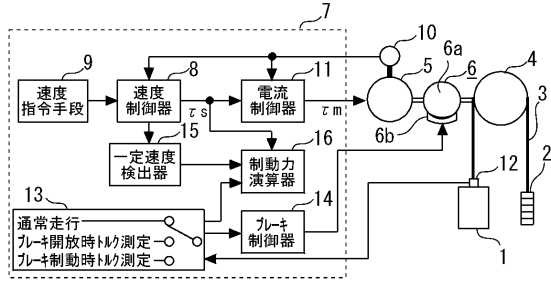 7
10
6a
4
9
8
11
5
6
速度
指令手段
速度
制御器
電流
制御器
τs
τm
3
15
16
6b
12
2
一定速度
検出器
制動力
演算器
13
14
通常走行
ブレーキ開放時トルク測定
ブレーキ制動時トルク測定
ブレーキ
制御器
1